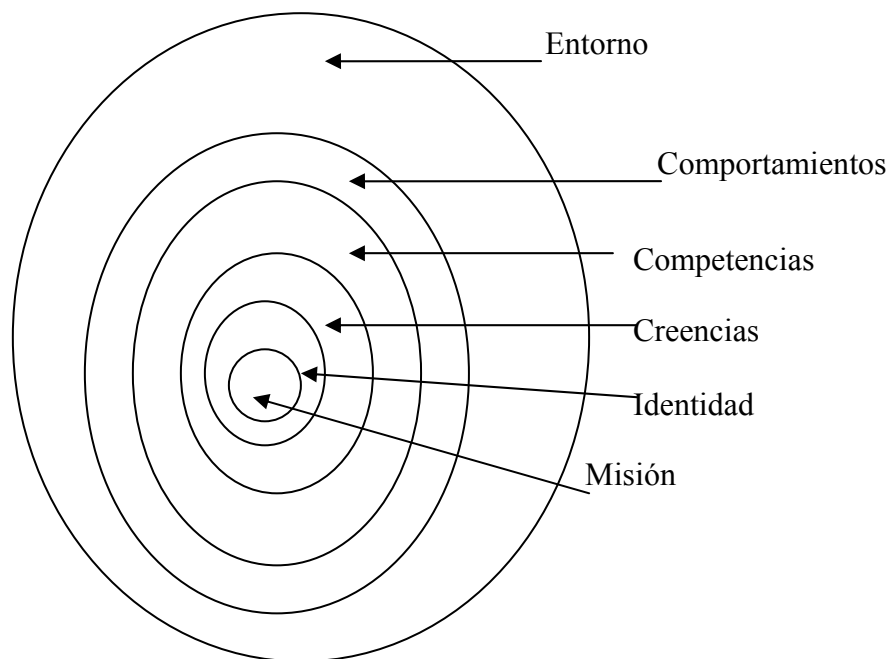 Entorno
Comportamientos
Competencias
Creencias
Identidad
Misión